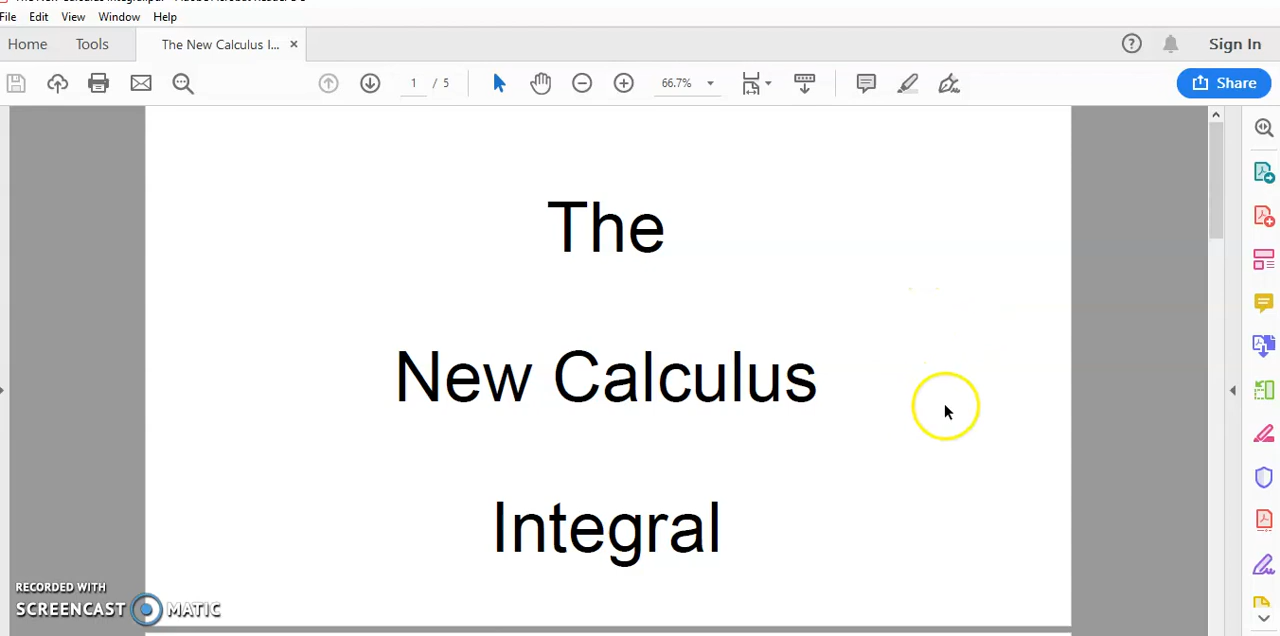 File Edit View Window Help
Home Tools The New Calculus I... × Sign In
1 / 5 66.7% Share
The
New Calculus
Integral
RECORDED WITH
SCREENCAST MATIC